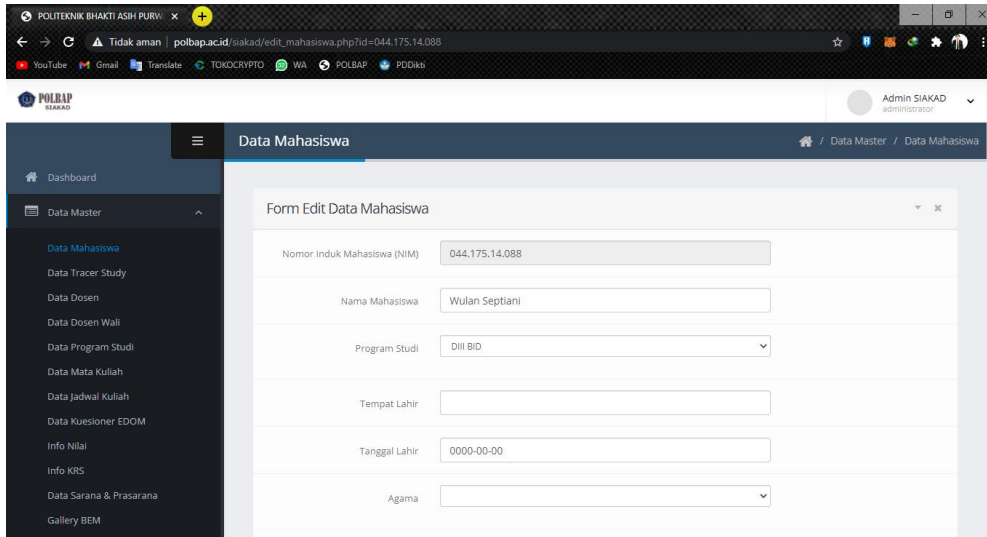 POLITEKNIK BHAKTI ASIH PURW
Tidak aman | polbap.ac.id/siakad/edit_mahasiswa.php?id=044.175.14.088
YouTube Gmail Translate TOKOCRYPTO WA POLBAP PDDikti
POLBAP
SIAKAD
Admin SIAKAD
administrator
Data Mahasiswa
/ Data Master / Data Mahasiswa
Dashboard
Data Master
Data Mahasiswa
Data Tracer Study
Data Dosen
Data Dosen Wali
Data Program Studi
Data Mata Kuliah
Data Jadwal Kuliah
Data Kuesioner EDOM
Info Nilai
Info KRS
Data Sarana & Prasarana
Gallery BEM
Form Edit Data Mahasiswa
Nomor Induk Mahasiswa (NIM) 044.175.14.088
Nama Mahasiswa Wulan Septiani
Program Studi DIII BID
Tempat Lahir
Tanggal Lahir 0000-00-00
Agama